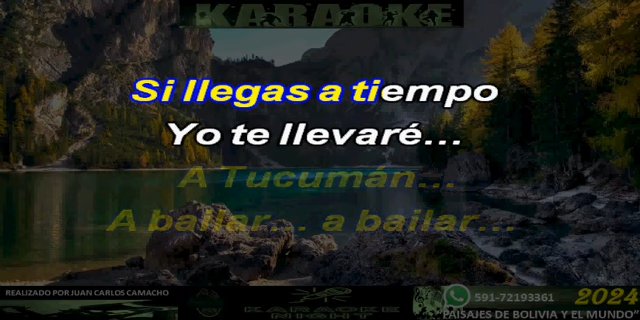 KARAOKE
Si llegas a tiempo
Yo te llevaré...
A Tucumán...
A bailar... a bailar...
REALIZADO POR JUAN CARLOS CAMACHO
KARAOKE
591-72193361
2024
PAISAJES DE BOLIVIA Y EL MUNDO"